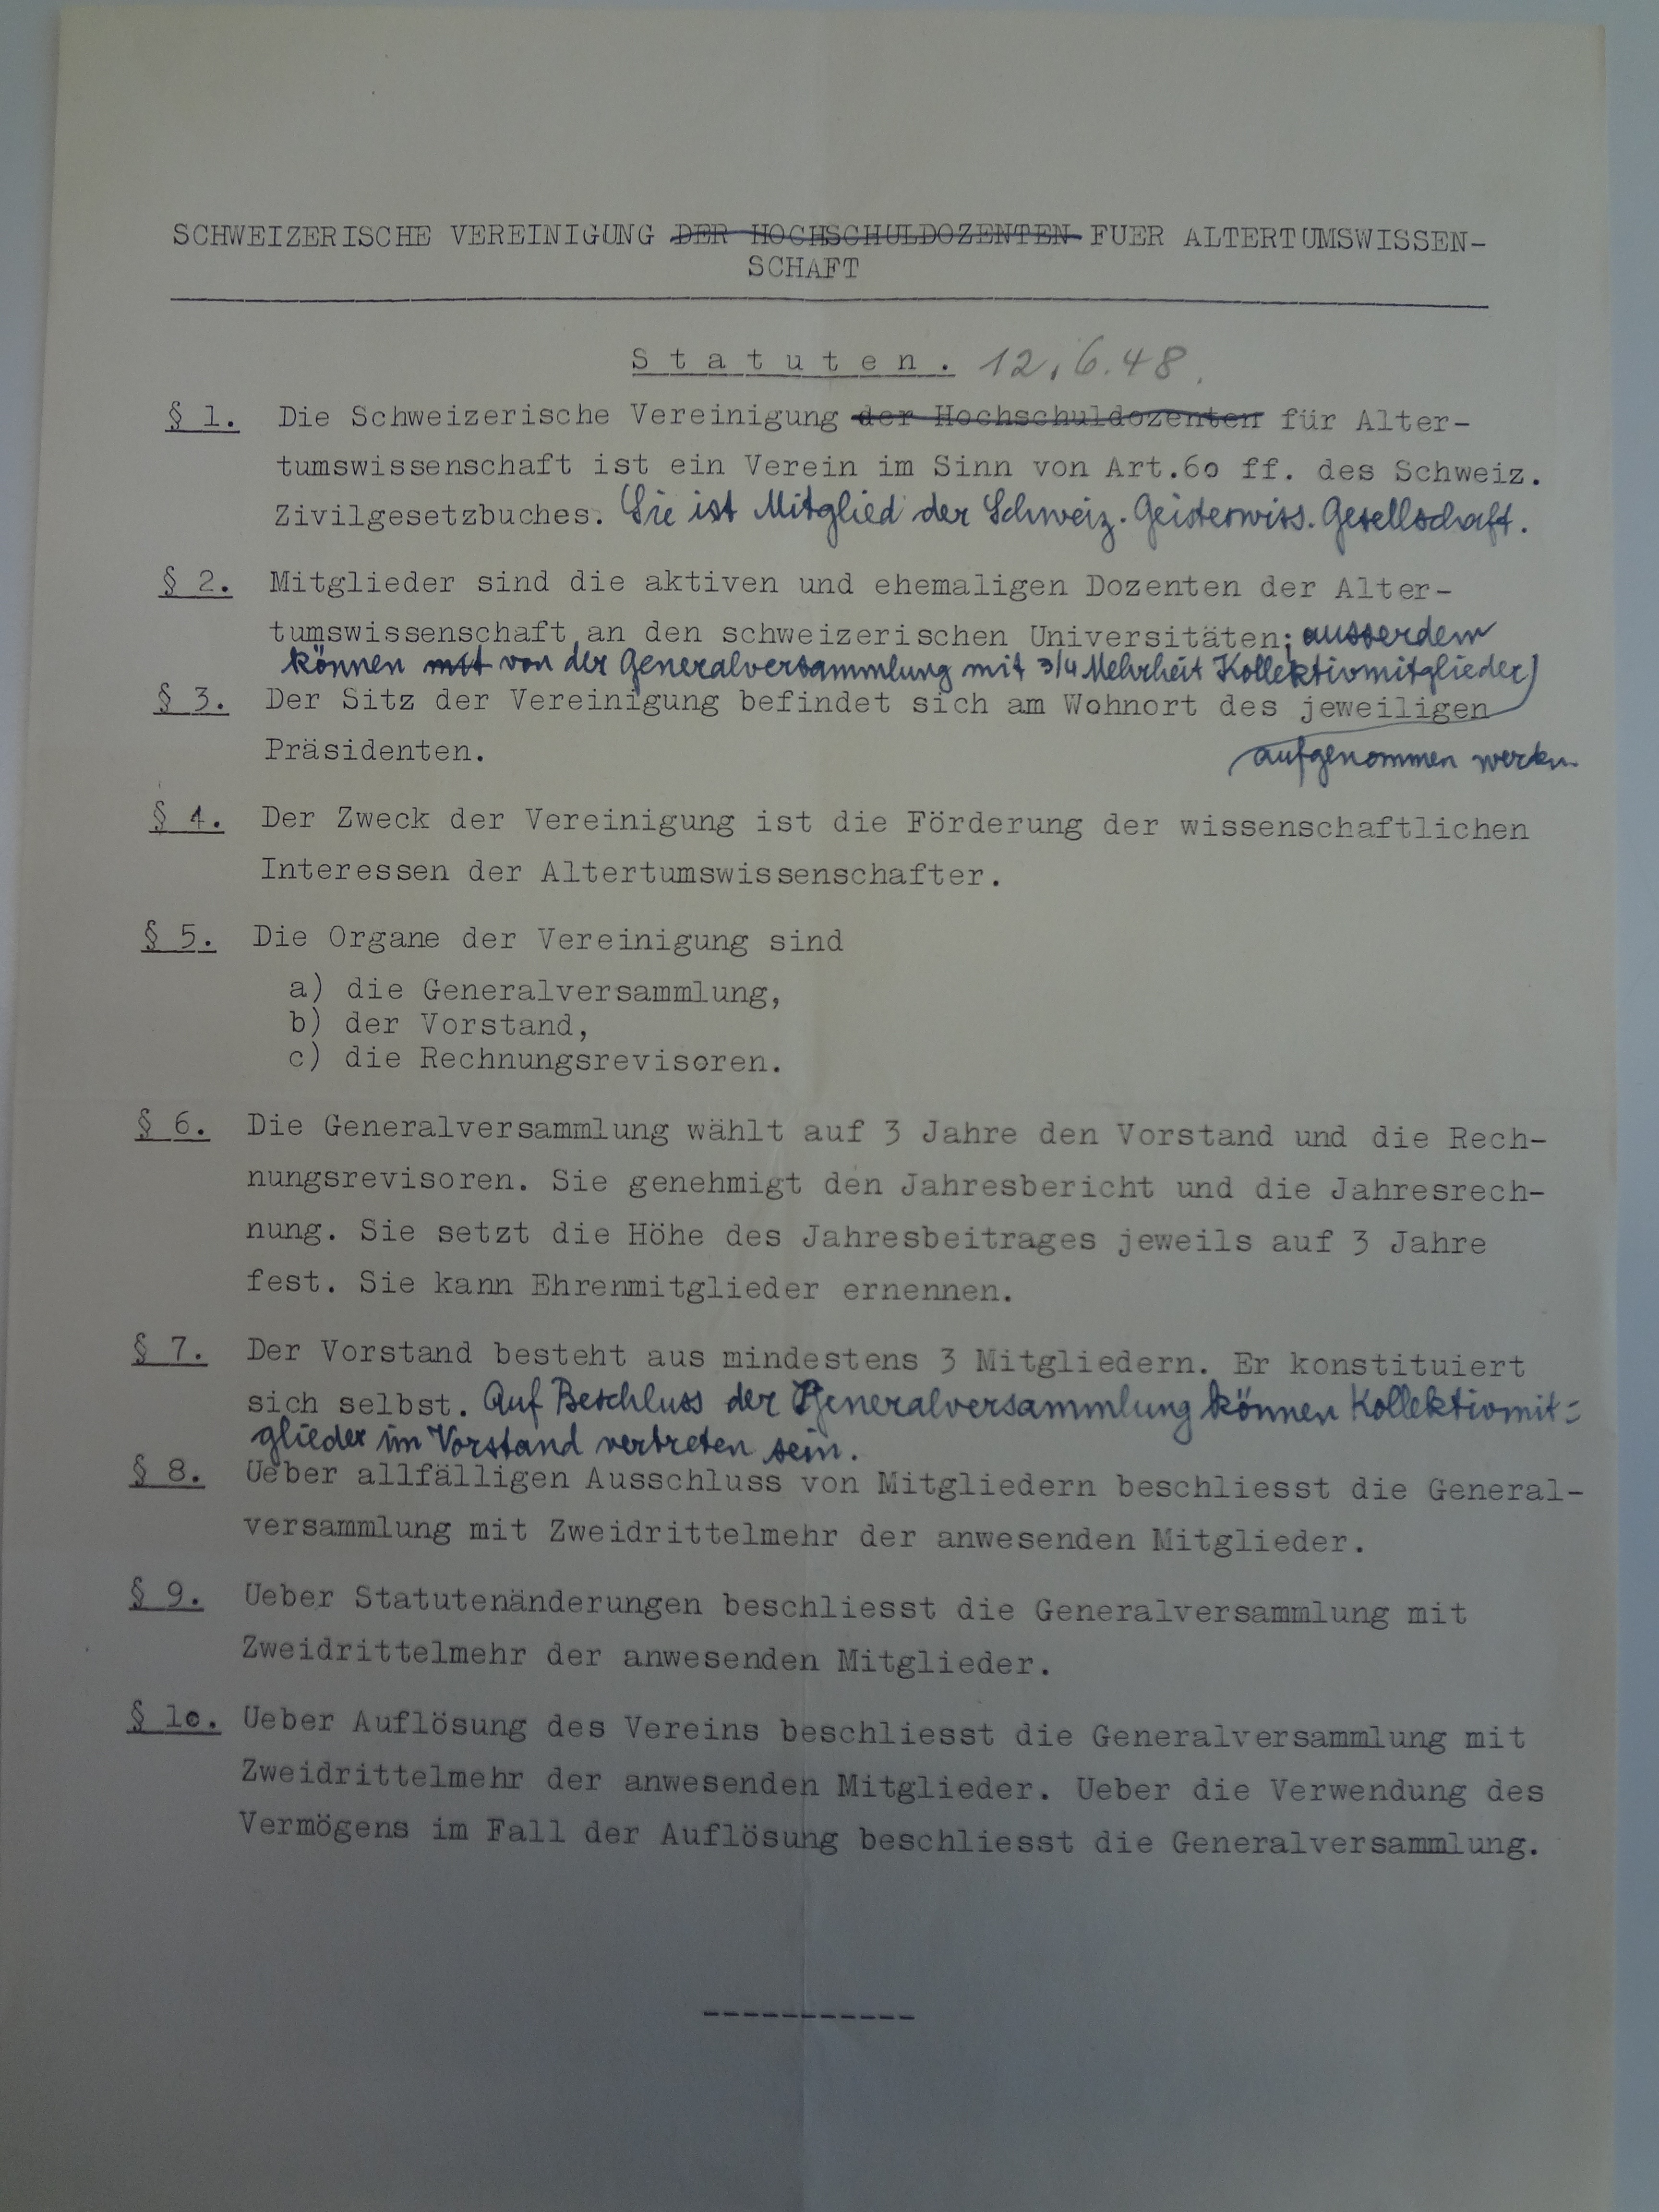 SCHWEIZERISCHE VEREINIGUNG DER HOCHSCHULDOZENTEN FUER ALTERTUMSWISSEN-
SCHAFT
Statuten. 12.6.48.
§ 1. Die Schweizerische Vereinigung der Hochschuldozenten für Alter-
tumswissenschaft ist ein Verein im Sinn von Art.60 ff. des Schweiz.
Zivilgesetzbuches. Sie ist Mitglied der Schweiz. Geisteswiss. Gesellschaft.
§ 2. Mitglieder sind die aktiven und ehemaligen Dozenten der Alter-
tumswissenschaft an den schweizerischen Universitäten; ausserdem
können mit von der Generalversammlung mit 3/4 Mehrheit Kollektivmitglieder
§ 3. Der Sitz der Vereinigung befindet sich am Wohnort des jeweiligen
Präsidenten.
aufgenommen werden
§ 4. Der Zweck der Vereinigung ist die Förderung der wissenschaftlichen
Interessen der Altertumswissenschafter.
§ 5. Die Organe der Vereinigung sind
a) die Generalversammlung,
b) der Vorstand,
c) die Rechnungsrevisoren.
§ 6. Die Generalversammlung wählt auf 3 Jahre den Vorstand und die Rech-
nungsrevisoren. Sie genehmigt den Jahresbericht und die Jahresrech-
nung. Sie setzt die Höhe des Jahresbeitrages jeweils auf 3 Jahre
fest. Sie kann Ehrenmitglieder ernennen.
§ 7. Der Vorstand besteht aus mindestens 3 Mitgliedern. Er konstituiert
sich selbst. Auf Beschluss der Generalversammlung können Kollektivmit=
glieder im Vorstand vertreten sein.
§ 8. Ueber allfälligen Ausschluss von Mitgliedern beschliesst die General-
versammlung mit Zweidrittelmehr der anwesenden Mitglieder.
§ 9. Ueber Statutenänderungen beschliesst die Generalversammlung mit
Zweidrittelmehr der anwesenden Mitglieder.
§ 10. Ueber Auflösung des Vereins beschliesst die Generalversammlung mit
Zweidrittelmehr der anwesenden Mitglieder. Ueber die Verwendung des
Vermögens im Fall der Auflösung beschliesst die Generalversammlung.